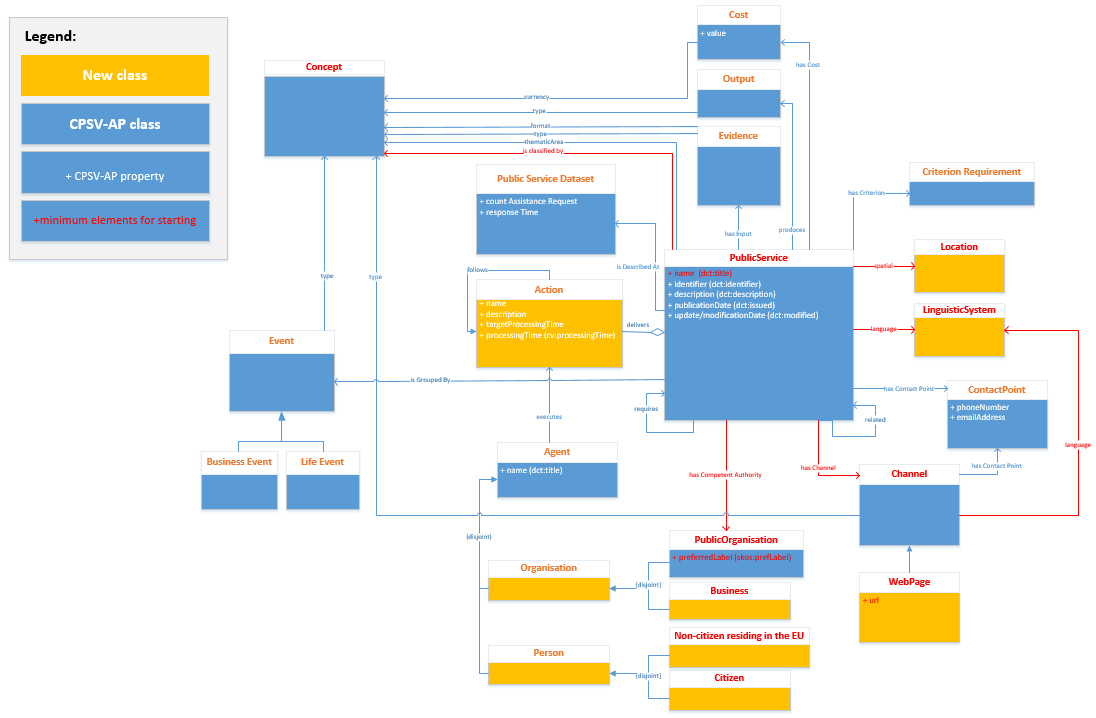 Legend:
New class
CPSV-AP class
+ CPSV-AP property
+minimum elements for starting
Concept
Cost
+ value
has Cost
Output
currency
type
format
type
thematicArea
is classified by
Evidence
Public Service Dataset
+ count Assistance Request
+ response Time
Criterion Requirement
has Criterion
has Input
produces
is Described At
PublicService
+ name (dct:title)
+ identifier (dct:identifier)
+ description (dct:description)
+ publicationDate (dct:issued)
+ update/modificationDate (dct:modified)
Location
spatial
LinguisticSystem
language
follows
Action
+ name
+ description
+ targetProcessingTime
+ processingTime (cv:processingTime)
delivers
type
type
Event
is Grouped By
requires
related
has Contact Point
ContactPoint
+ phoneNumber
+ emailAddress
executes
language
Business Event
Life Event
Agent
+ name (dct:title)
has Competent Authority
has Channel
has Contact Point
Channel
{disjoint}
PublicOrganisation
+ preferredLabel (skos:prefLabel)
Organisation
{disjoint}
Business
WebPage
+ url
Non-citizen residing in the EU
Person
{disjoint}
Citizen